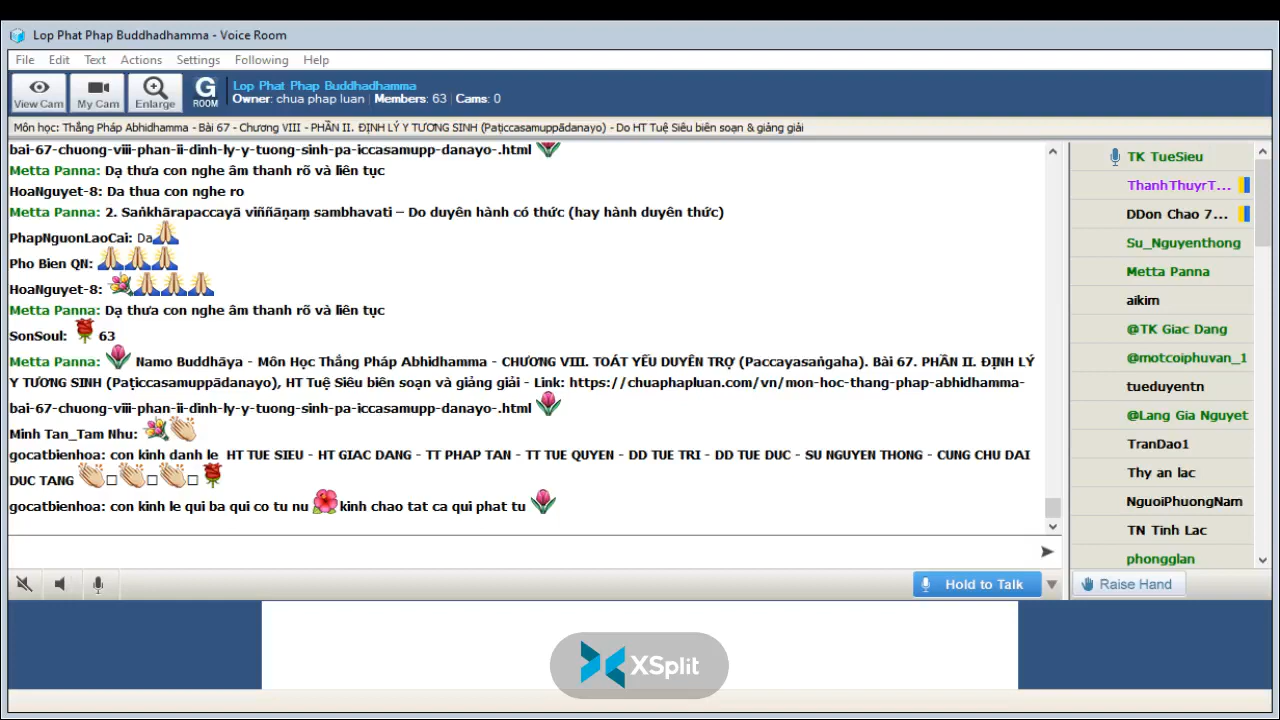 Lop Phat Phap Buddhadhamma - Voice Room
File Edit Text Actions Settings Following Help
View Cam My Cam Enlarge G ROOM
Lop Phat Phap Buddhadhamma
Owner: chua phap luan | Members: 63 | Cams: 0
Môn học: Thắng Pháp Abhidhamma - Bài 67 - Chương VIII - PHẦN II. ĐỊNH LÝ Y TƯƠNG SINH (Paṭiccasamuppādanayo) - Do HT Tuệ Siêu biên soạn & giảng giải
bai-67-chuong-viii-phan-ii-dinh-ly-y-tuong-sinh-pa-iccasamupp-danayo-.html
Metta Panna: Dạ thưa con nghe âm thanh rõ và liên tục
HoaNguyet-8: Da thua con nghe ro
Metta Panna: 2. Saṅkhārapaccayā viññāṇaṃ sambhavati – Do duyên hành có thức (hay hành duyên thức)
PhapNguonLaoCai: Da
Pho Bien QN:
HoaNguyet-8:
Metta Panna: Dạ thưa con nghe âm thanh rõ và liên tục
SonSoul: 63
Metta Panna: Namo Buddhāya - Môn Học Thắng Pháp Abhidhamma - CHƯƠNG VIII. TOÁT YẾU DUYÊN TRỢ (Paccayasaṅgaha). Bài 67. PHẦN II. ĐỊNH LÝ
Y TƯƠNG SINH (Paṭiccasamuppādanayo), HT Tuệ Siêu biên soạn và giảng giải - Link: https://chuaphapluan.com/vn/mon-hoc-thang-phap-abhidhamma-
bai-67-chuong-viii-phan-ii-dinh-ly-y-tuong-sinh-pa-iccasamupp-danayo-.html
Minh Tan_Tam Nhu:
gocatbienhoa: con kinh danh le HT TUE SIEU - HT GIAC DANG - TT PHAP TAN - TT TUE QUYEN - DD TUE TRI - DD TUE DUC - SU NGUYEN THONG - CUNG CHU DAI
DUC TANG
gocatbienhoa: con kinh le qui ba qui co tu nu kinh chao tat ca qui phat tu
TK TueSieu
ThanhThuyrT...
DDon Chao 7...
Su_Nguyenthong
Metta Panna
aikim
@TK Giac Dang
@motcoiphuvan_1
tueduyentn
@Lang Gia Nguyet
TranDao1
Thy an lac
NguoiPhuongNam
TN Tinh Lac
phongglan
Hold to Talk
Raise Hand
XSplit